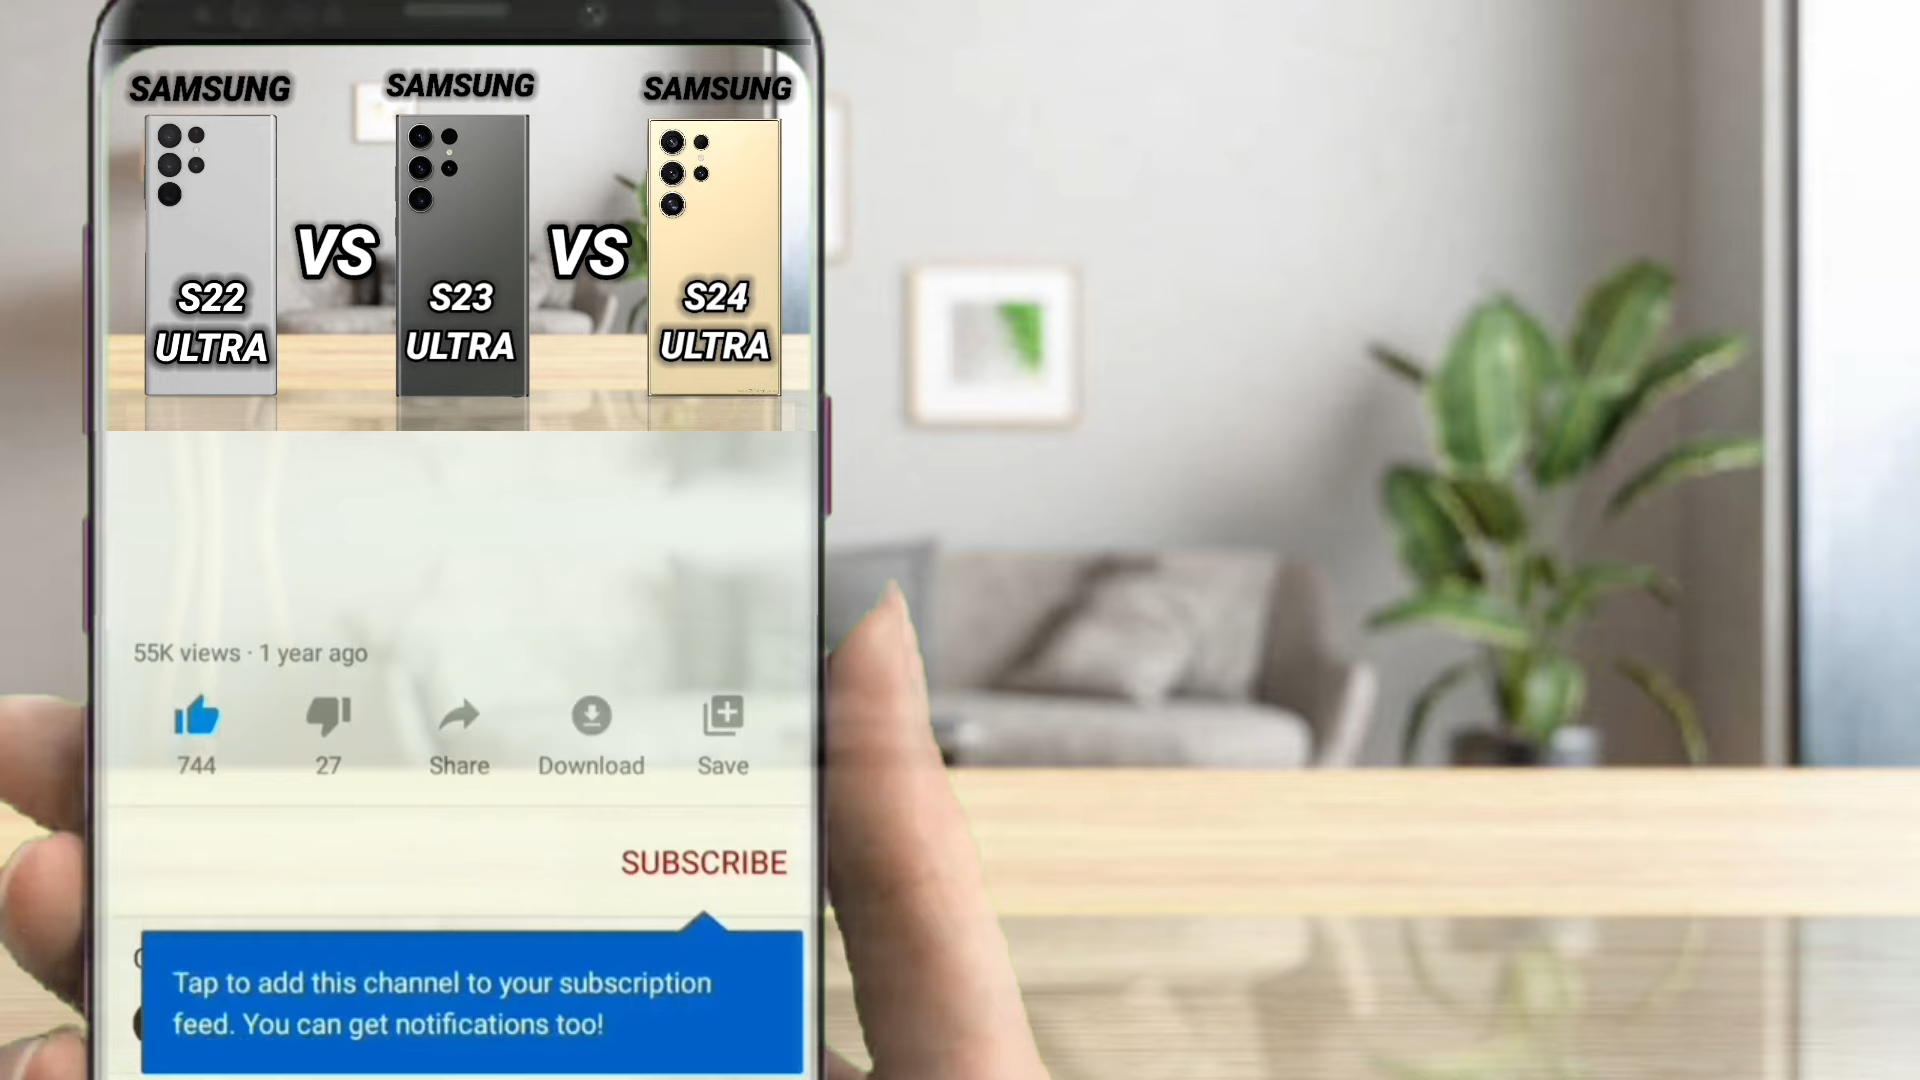 SAMSUNG
SAMSUNG
SAMSUNG
VS
VS
S22
ULTRA
S23
ULTRA
S24
ULTRA
55K views · 1 year ago
744
27
Share
Download
Save
SUBSCRIBE
Tap to add this channel to your subscription
feed. You can get notifications too!